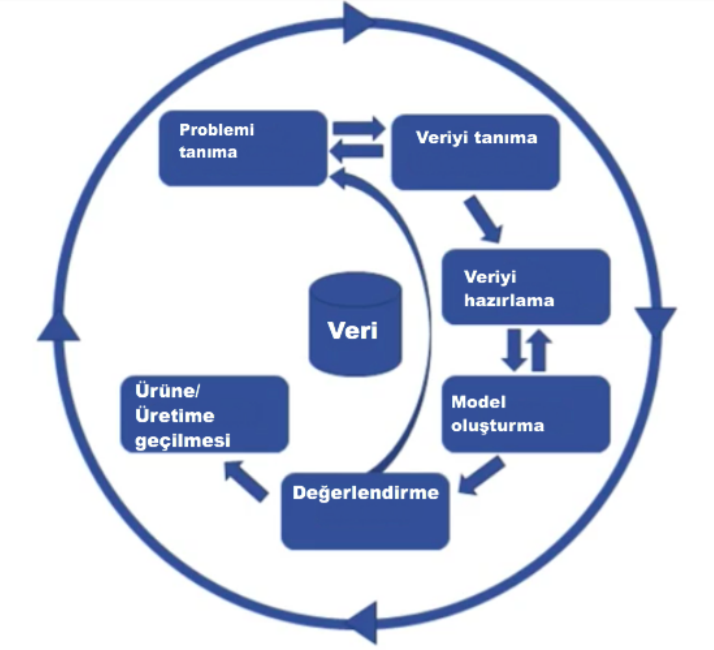 Problemi
tanıma
Veriyi tanıma
Veriyi
hazırlama
Veri
Model
oluşturma
Ürüne/
Üretime
geçilmesi
Değerlendirme